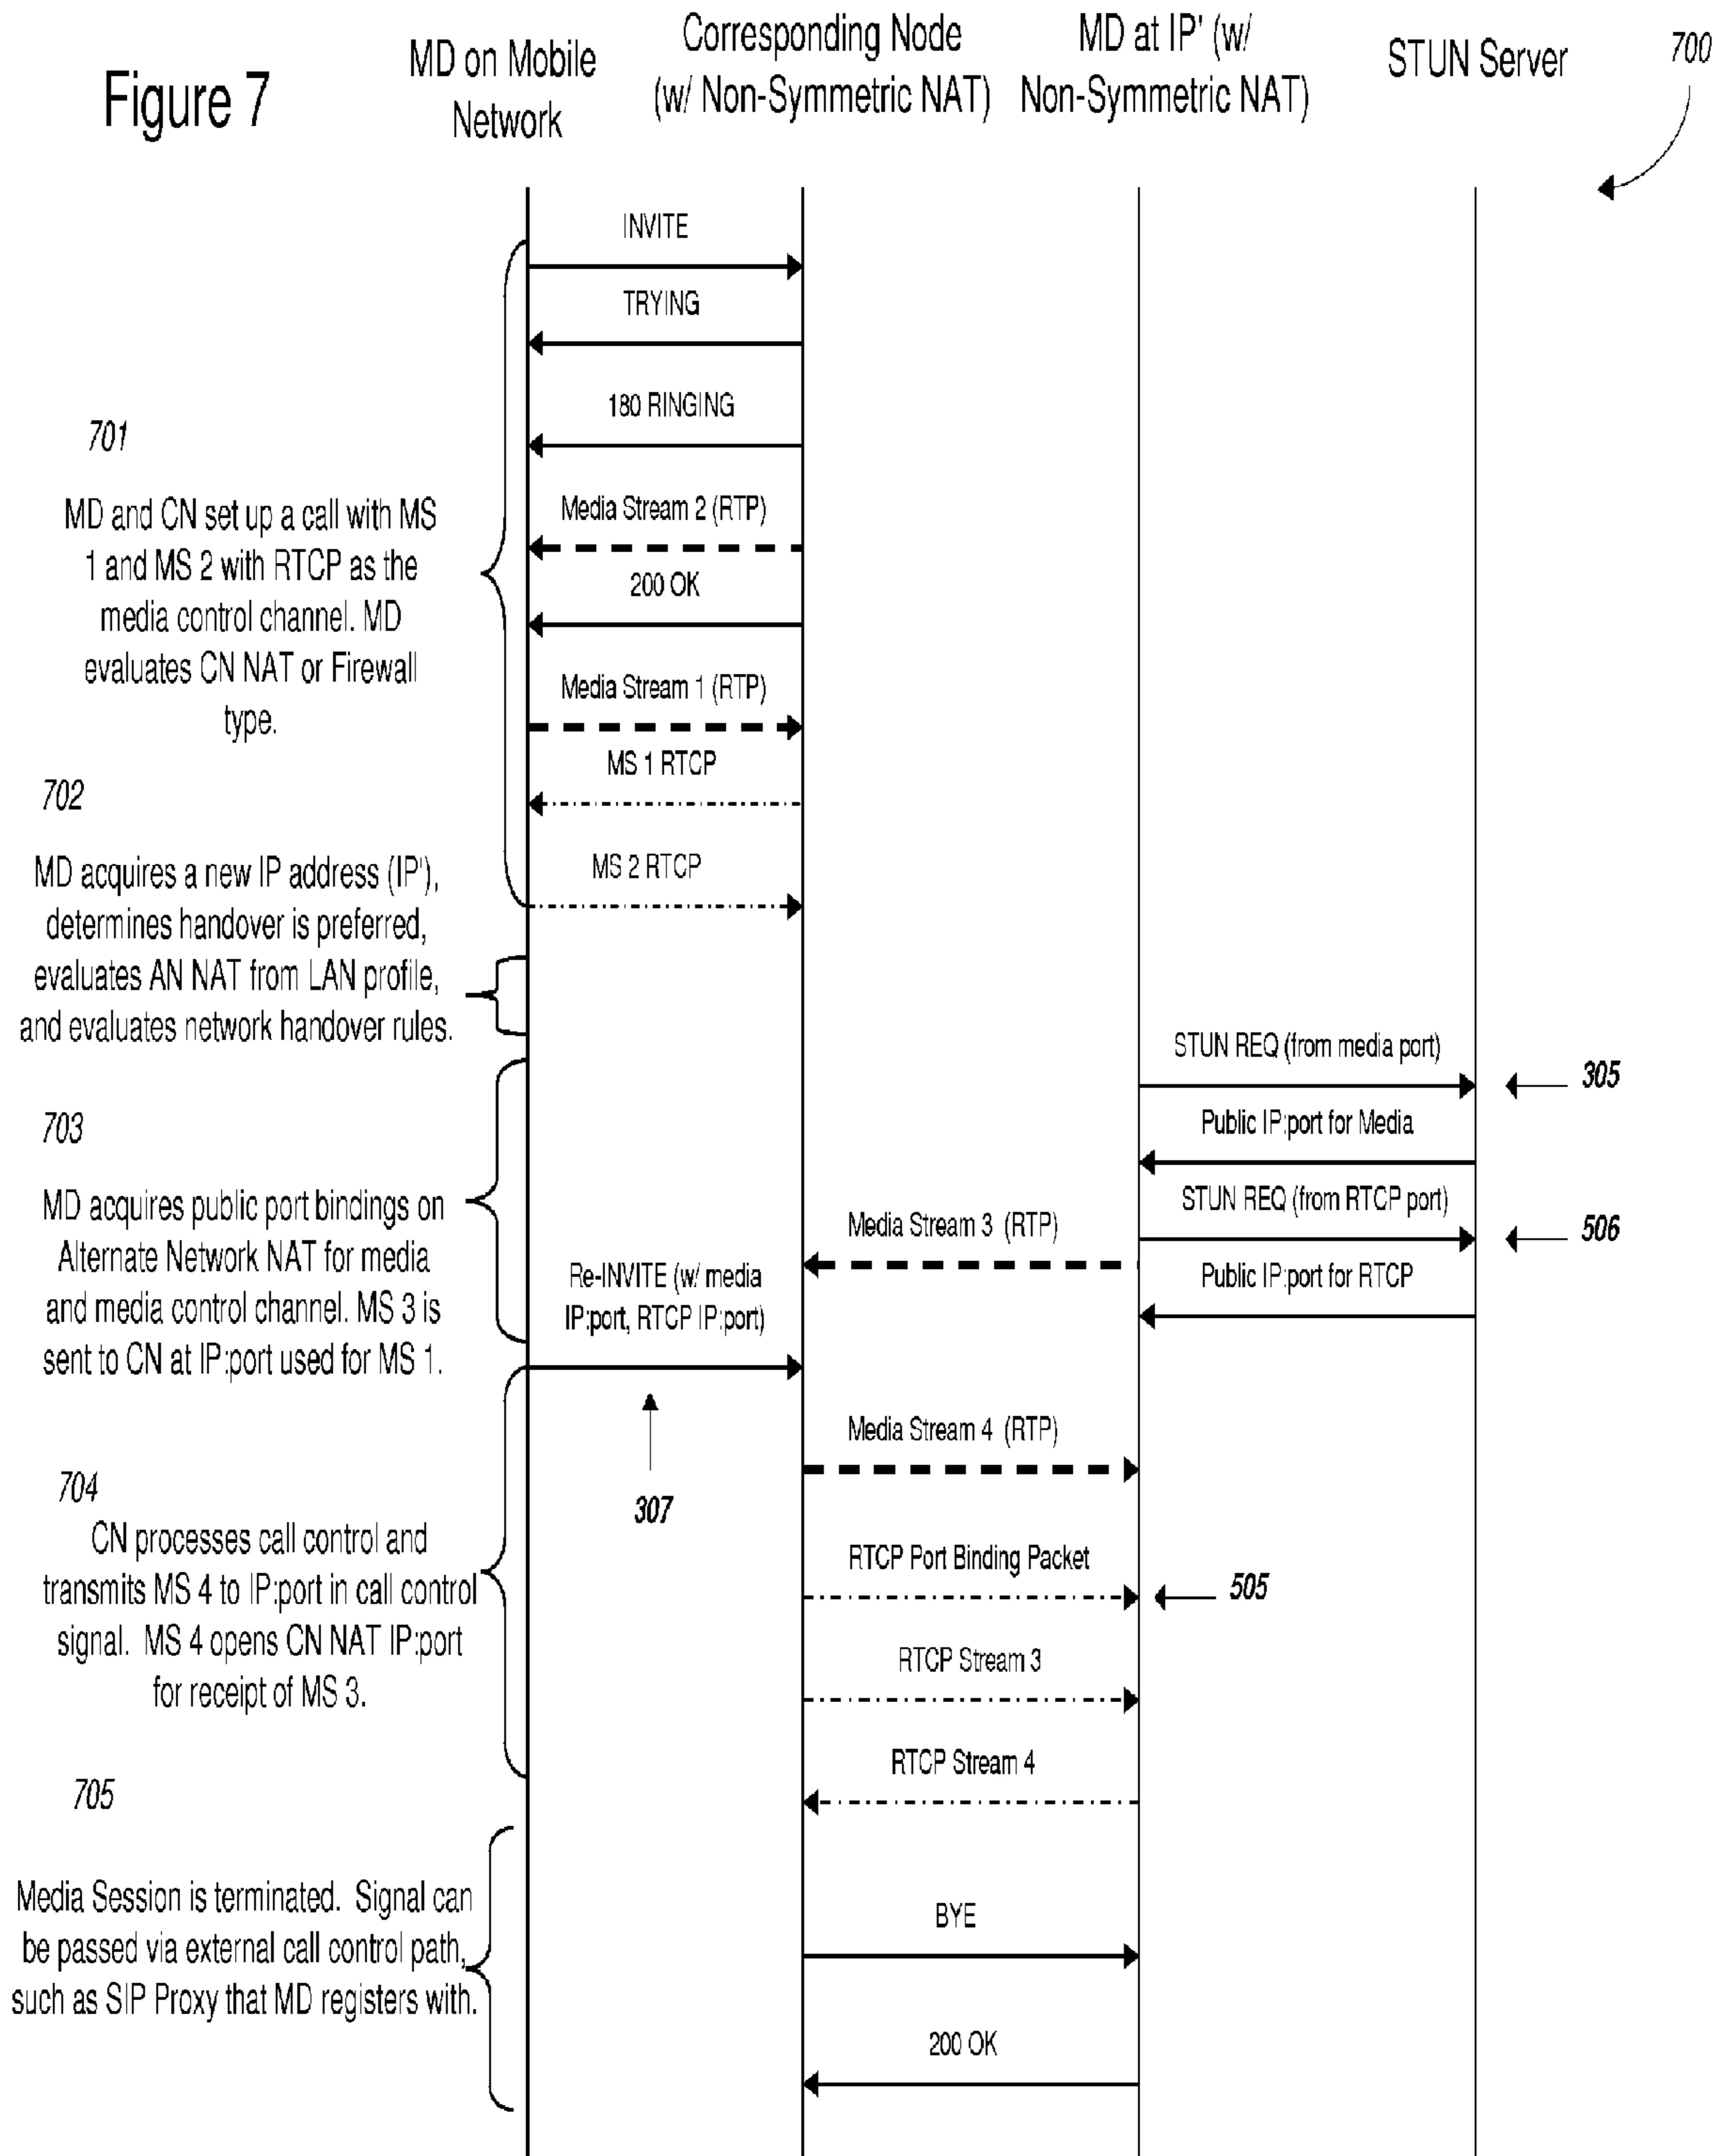 Figure 7
MD on Mobile
Network
Corresponding Node
(w/ Non-Symmetric NAT)
MD at IP' (w/
Non-Symmetric NAT)
STUN Server
700
INVITE
TRYING
180 RINGING
Media Stream 2 (RTP)
200 OK
Media Stream 1 (RTP)
MS 1 RTCP
MS 2 RTCP
701
MD and CN set up a call with MS
1 and MS 2 with RTCP as the
media control channel. MD
evaluates CN NAT or Firewall
type.
702
MD acquires a new IP address (IP'),
determines handover is preferred,
evaluates AN NAT from LAN profile,
and evaluates network handover rules.
STUN REQ (from media port)
305
Public IP:port for Media
STUN REQ (from RTCP port)
506
Public IP:port for RTCP
703
MD acquires public port bindings on
Alternate Network NAT for media
and media control channel. MS 3 is
sent to CN at IP:port used for MS 1.
Media Stream 3 (RTP)
Re-INVITE (w/ media
IP:port, RTCP IP:port)
307
Media Stream 4 (RTP)
704
CN processes call control and
transmits MS 4 to IP:port in call control
signal. MS 4 opens CN NAT IP:port
for receipt of MS 3.
RTCP Port Binding Packet
505
RTCP Stream 3
RTCP Stream 4
705
Media Session is terminated. Signal can
be passed via external call control path,
such as SIP Proxy that MD registers with.
BYE
200 OK